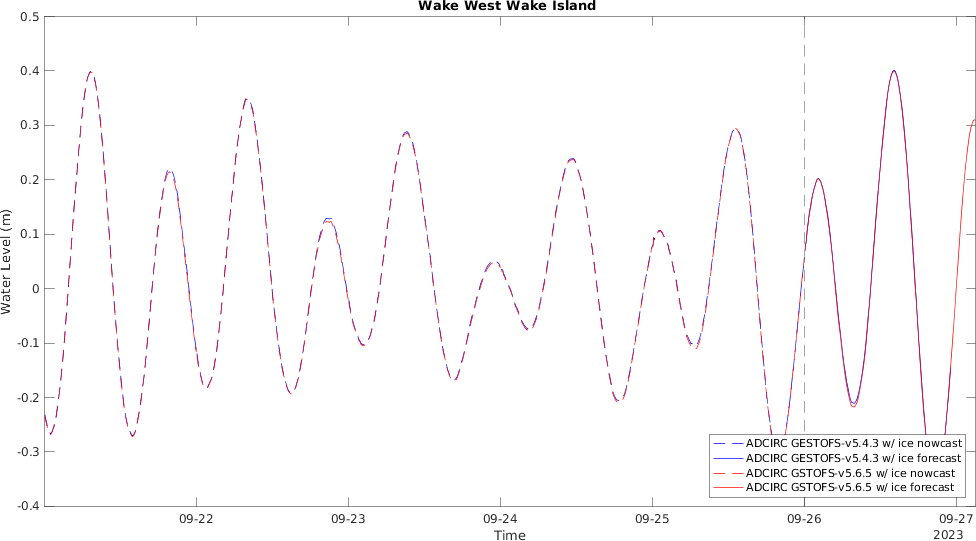 Wake West Wake Island
0.5
0.4
0.3
0.2
0.1
0
-0.1
-0.2
-0.3
-0.4
Water Level (m)
ADCIRC GESTOFS-v5.4.3 w/ ice nowcast
ADCIRC GESTOFS-v5.4.3 w/ ice forecast
ADCIRC GSTOFS-v5.6.5 w/ ice nowcast
ADCIRC GSTOFS-v5.6.5 w/ ice forecast
09-22
09-23
09-24
09-25
09-26
09-27
Time
2023